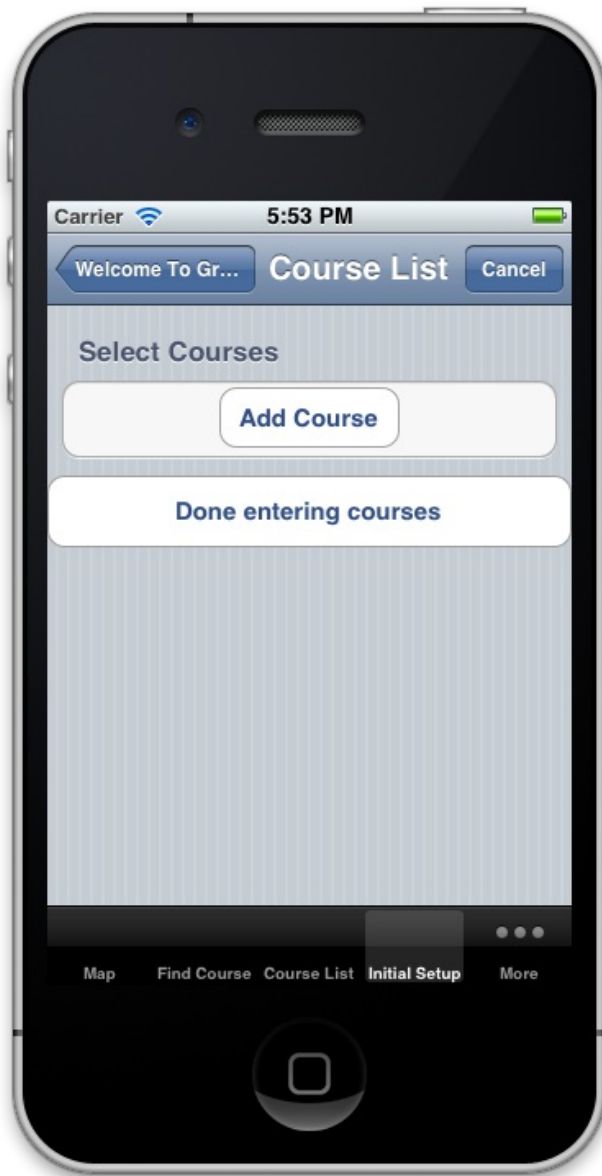 Carrier 5:53 PM
Welcome To Gr... Course List Cancel
Select Courses
Add Course
Done entering courses
Map Find Course Course List Initial Setup More